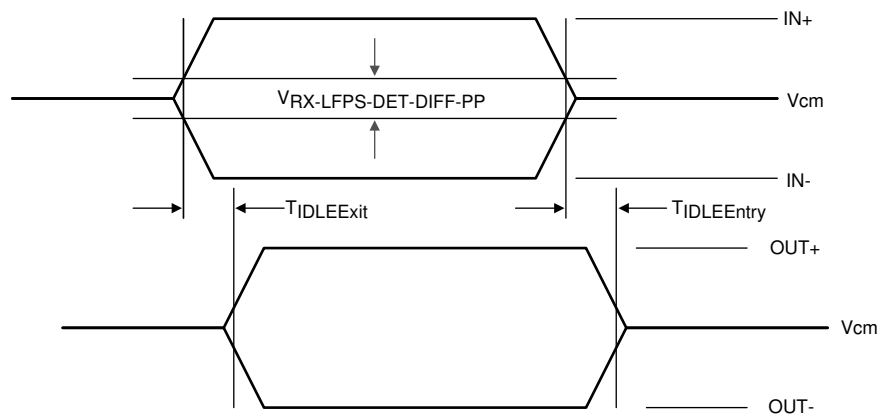 IN+
VRX-LFPS-DET-DIFF-PP
Vcm
IN-
TIDLEExit
TIDLEEntry
OUT+
Vcm
OUT-